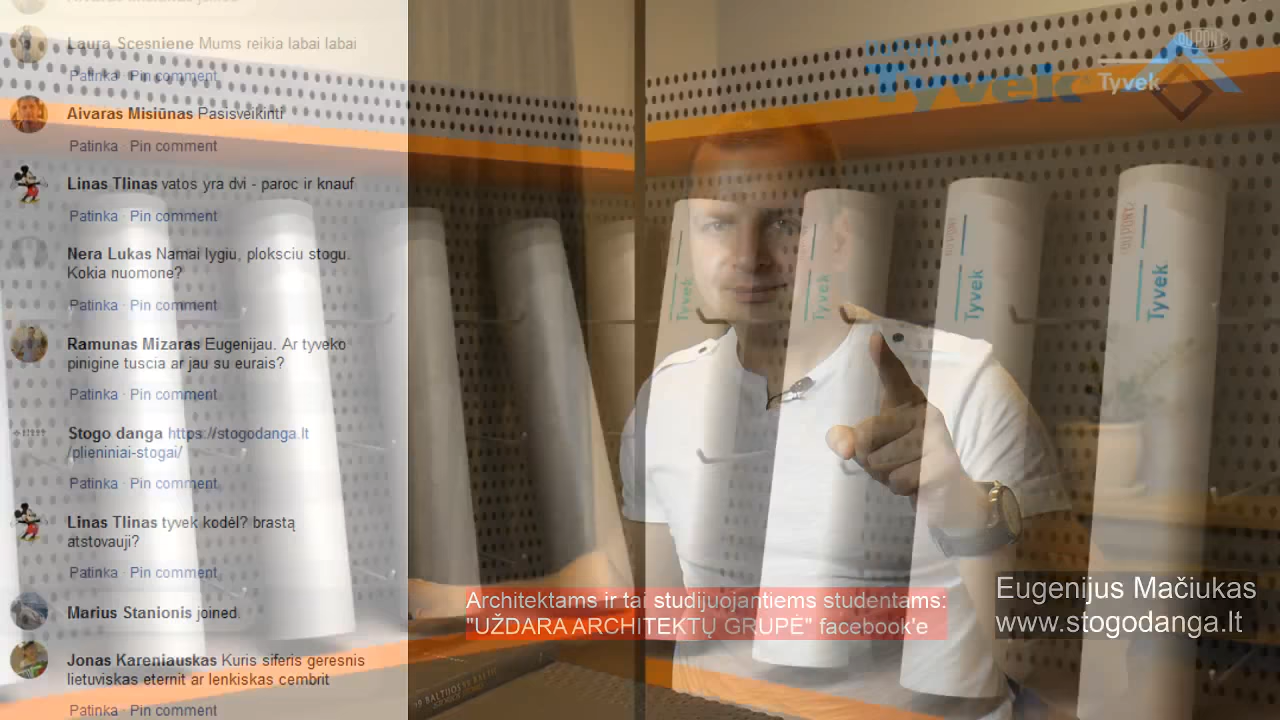 Laura Scesniene Mums reikia labai labai
Patinka · Pin comment
Aivaras Misiūnas Pasisveikinti
Patinka · Pin comment
Linas Tlinas vatos yra dvi - paroc ir knauf
Patinka · Pin comment
Nera Lukas Namai lygiu, ploksciu stogu.
Kokia nuomone?
Patinka · Pin comment
Ramunas Mizaras Eugenijau. Ar tyveko
pinigine tuscia ar jau su eurais?
Patinka · Pin comment
Stogo danga https://stogodanga.lt
/plieniniai-stogai/
Patinka · Pin comment
Linas Tlinas tyvek kodėl? brastą
atstovauji?
Patinka · Pin comment
Marius Stanionis joined.
Jonas Kareniauskas Kuris siferis geresnis
lietuviskas eternit ar lenkiskas cembrit
Patinka · Pin comment
Tyvek
DU PONT
Tyvek
Tyvek
Tyvek
Tyvek
Tyvek
Architektams ir tai studijuojantiems studentams:
"UŽDARA ARCHITEKTŲ GRUPĖ" facebook'e
Eugenijus Mačiukas
www.stogodanga.lt